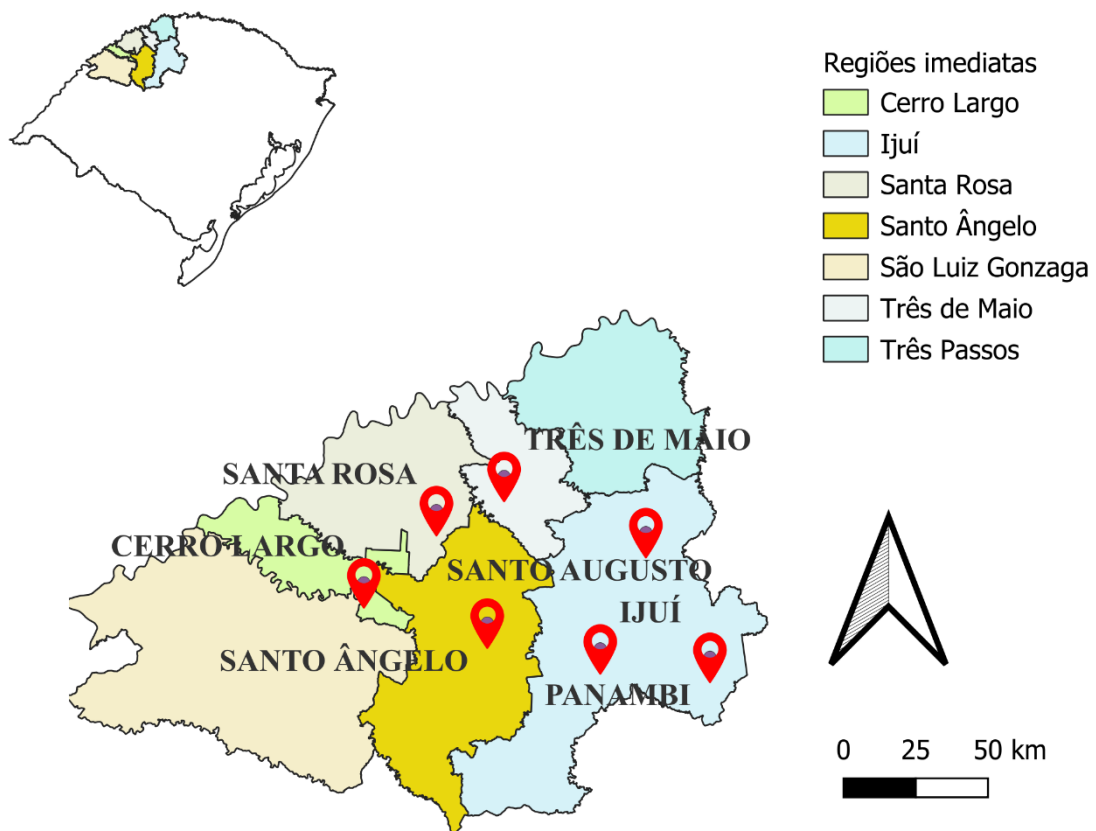 Regiões imediatas
Cerro Largo
Ijuí
Santa Rosa
Santo Ângelo
São Luiz Gonzaga
Três de Maio
Três Passos
TRÊS DE MAIO
SANTA ROSA
CERRO LARGO
SANTO AUGUSTO
IJUÍ
SANTO ÂNGELO
PANAMBI
0 25 50 km